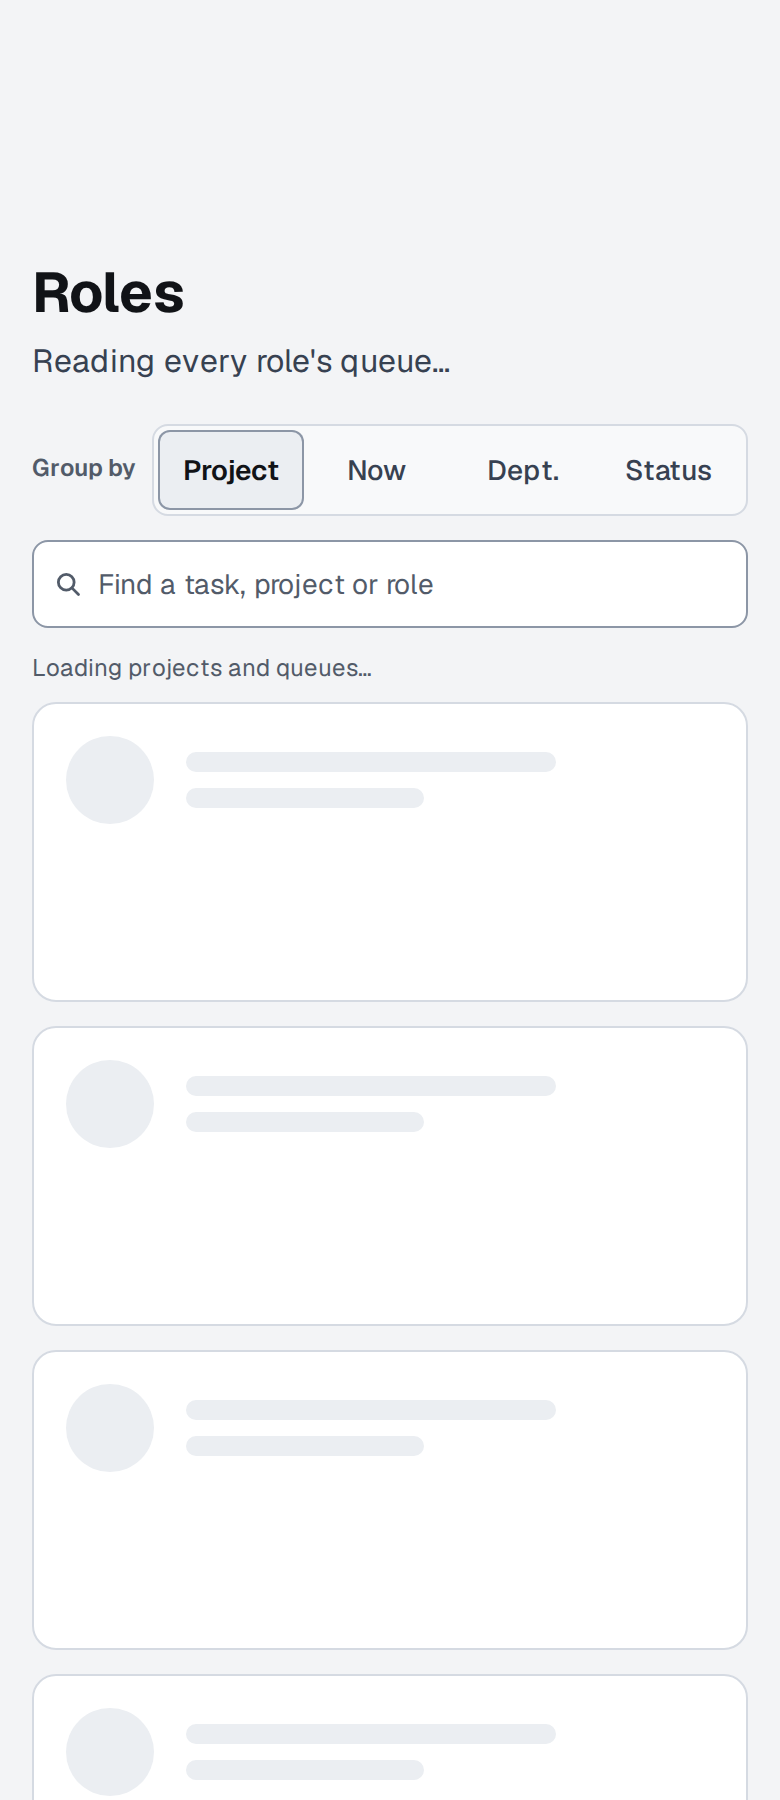 Roles
Reading every role's queue…
Group by Project Now Dept. Status
Find a task, project or role
Loading projects and queues…